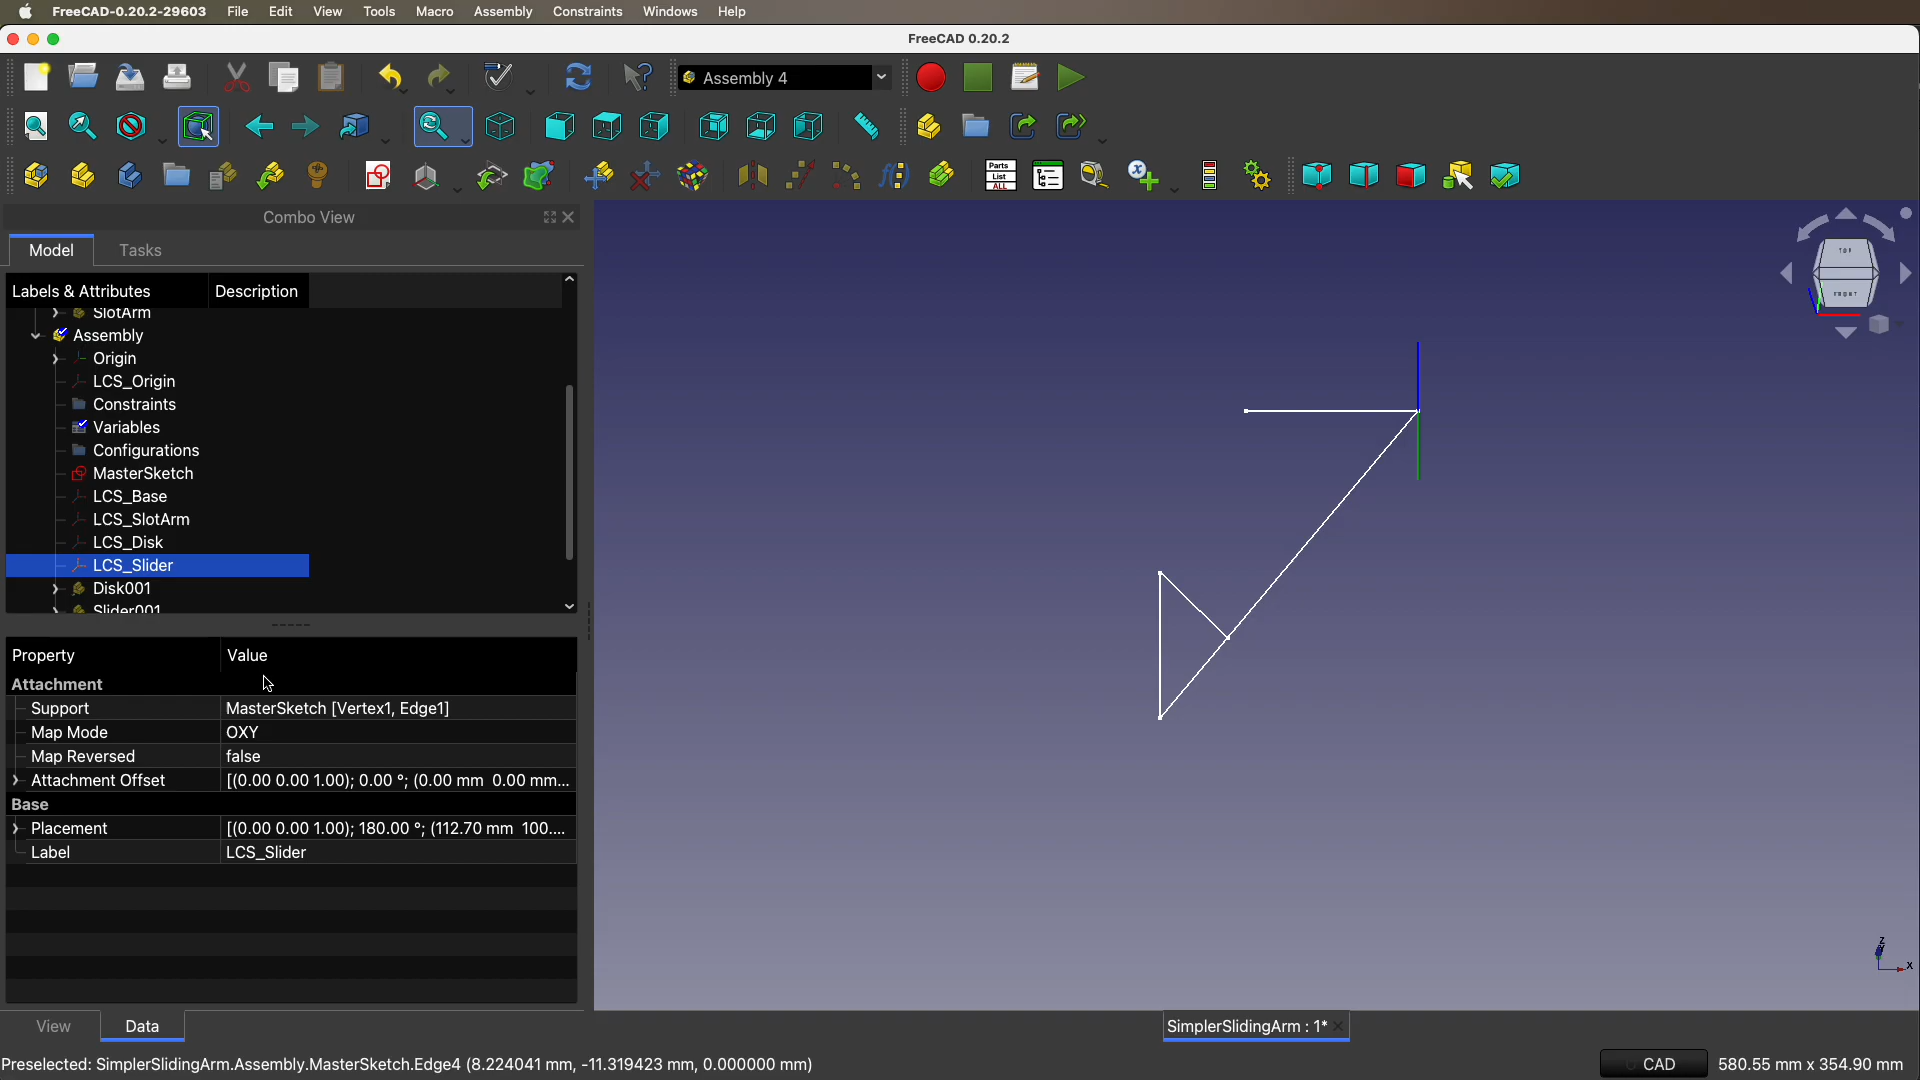 FreeCAD-0.20.2-29603 File Edit View Tools Macro Assembly Constraints Windows Help
FreeCAD 0.20.2
Assembly 4
Parts List ALL
Combo View
Model Tasks
Labels & Attributes Description
SlotArm
Assembly
Origin
LCS_Origin
Constraints
Variables
Configurations
MasterSketch
LCS_Base
LCS_SlotArm
LCS_Disk
LCS_Slider
Disk001
Slider001
TOP
FRONT
Property Value
Attachment
Support MasterSketch [Vertex1, Edge1]
Map Mode OXY
Map Reversed false
Attachment Offset [(0.00 0.00 1.00); 0.00 °; (0.00 mm 0.00 mm...
Base
Placement [(0.00 0.00 1.00); 180.00 °; (112.70 mm 100....
Label LCS_Slider
Z
X
View Data
SimplerSlidingArm : 1*
Preselected: SimplerSlidingArm.Assembly.MasterSketch.Edge4 (8.224041 mm, -11.319423 mm, 0.000000 mm)
CAD 580.55 mm x 354.90 mm